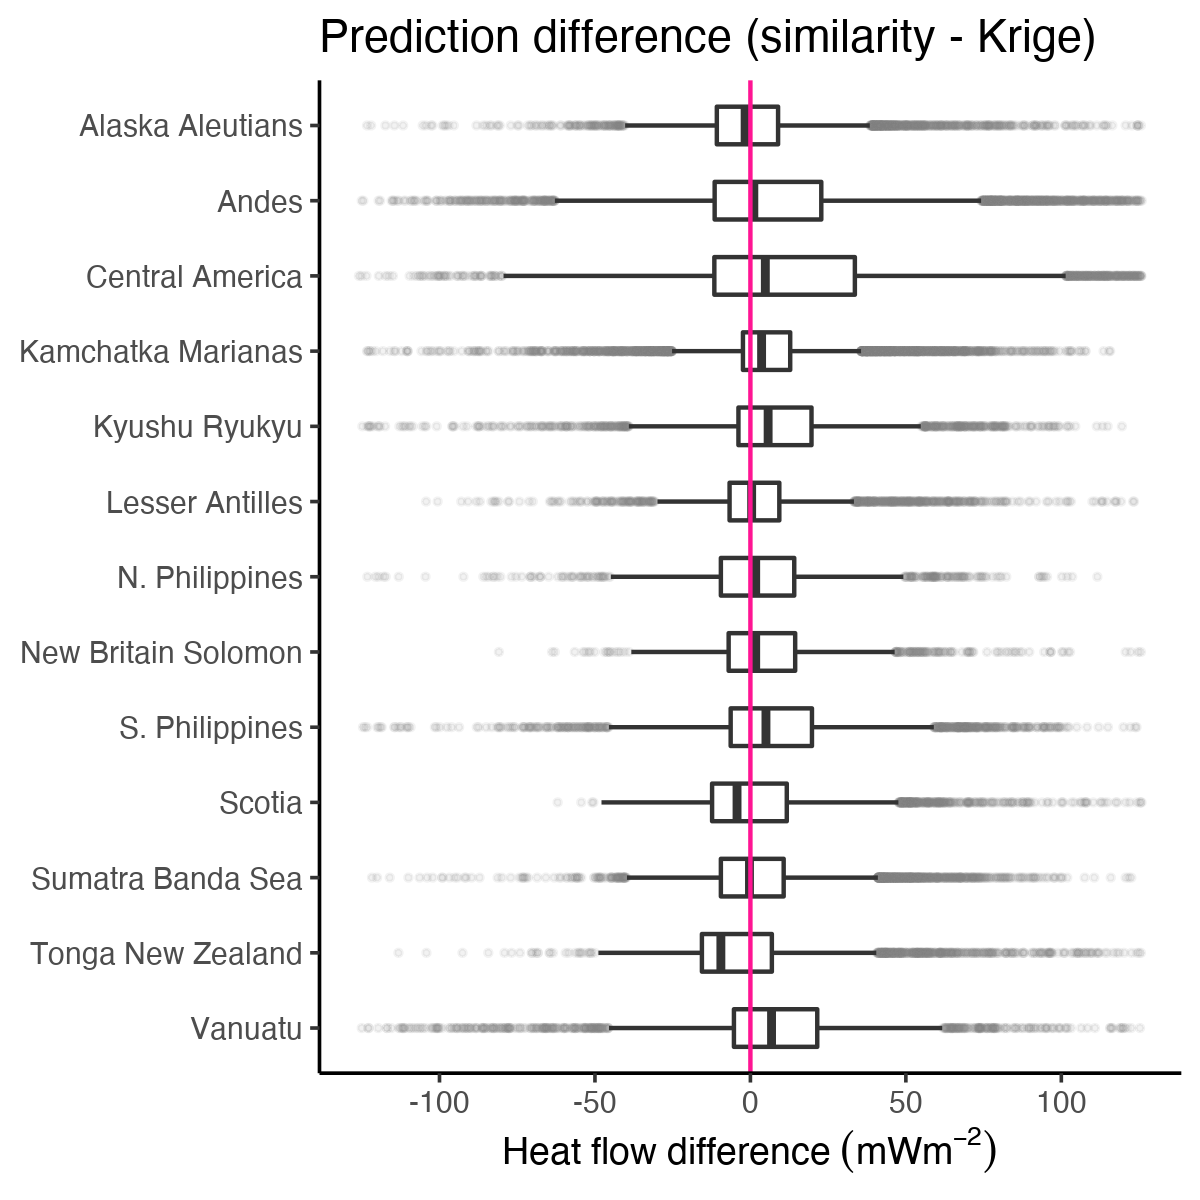 Prediction difference (similarity - Krige)
Alaska Aleutians
Andes
Central America
Kamchatka Marianas
Kyushu Ryukyu
Lesser Antilles
N. Philippines
New Britain Solomon
S. Philippines
Scotia
Sumatra Banda Sea
Tonga New Zealand
Vanuatu
-100 -50 0 50 100
Heat flow difference (mWm⁻²)